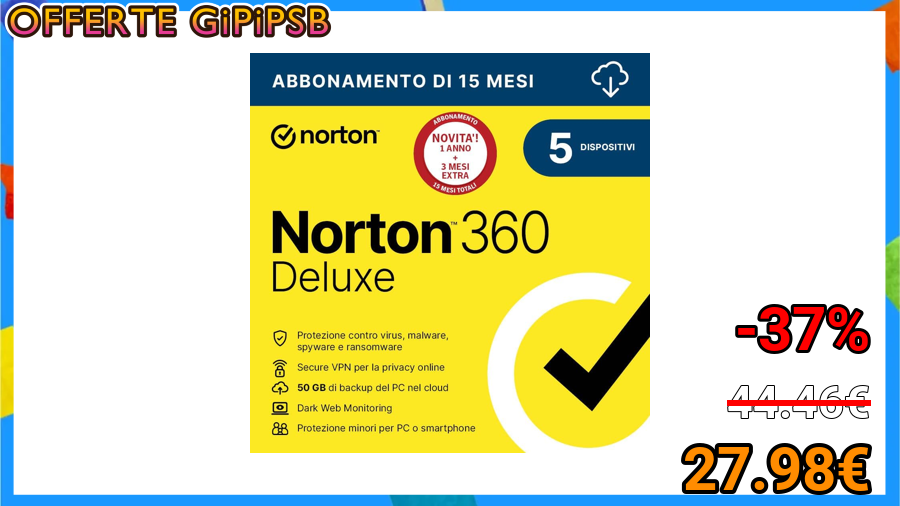 OFFERTE GiPiPSB
ABBONAMENTO DI 15 MESI
norton
ABBONAMENTO
NOVITA'!
1 ANNO
+
3 MESI
EXTRA
15 MESI TOTALI
5 DISPOSITIVI
Norton™ 360
Deluxe
Protezione contro virus, malware,
spyware e ransomware
Secure VPN per la privacy online
50 GB di backup del PC nel cloud
Dark Web Monitoring
Protezione minori per PC o smartphone
-37%
44.46€
27.98€